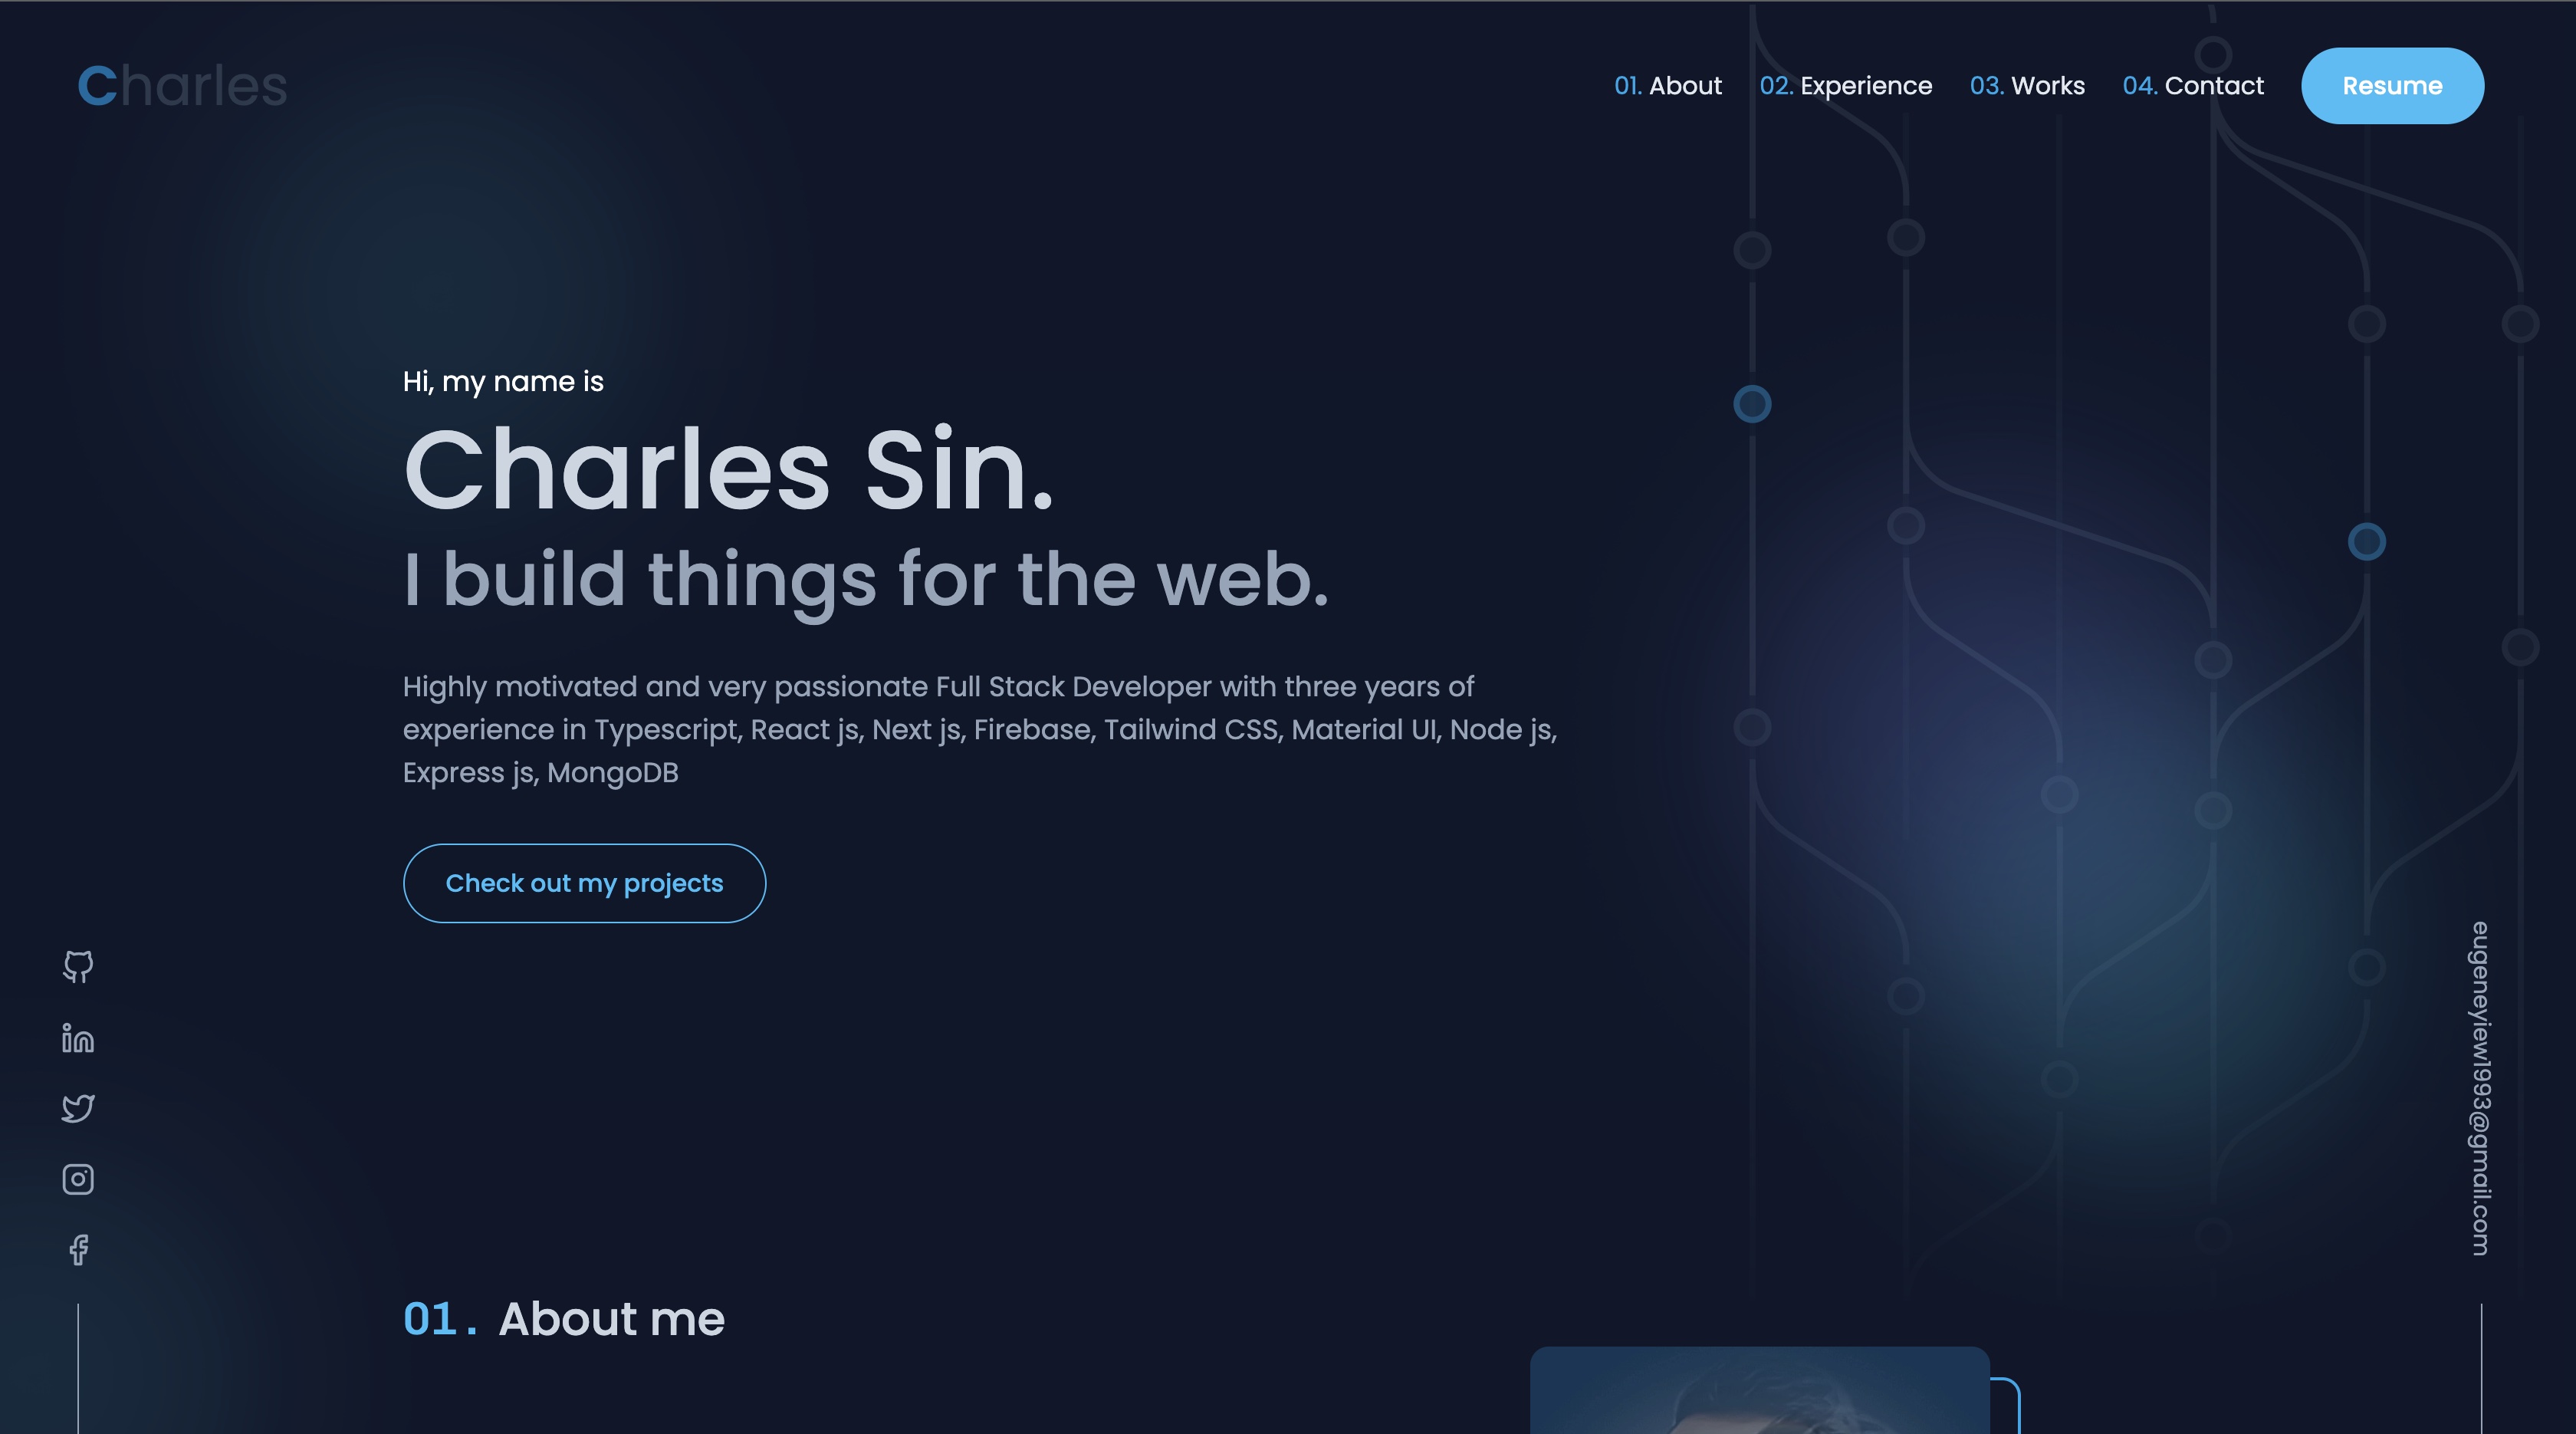 Charles
01. About 02. Experience 03. Works 04. Contact Resume
Hi, my name is
Charles Sin.
I build things for the web.
Highly motivated and very passionate Full Stack Developer with three years of
experience in Typescript, React js, Next js, Firebase, Tailwind CSS, Material UI, Node js,
Express js, MongoDB
Check out my projects
eugeneyiew1993@gmail.com
01. About me